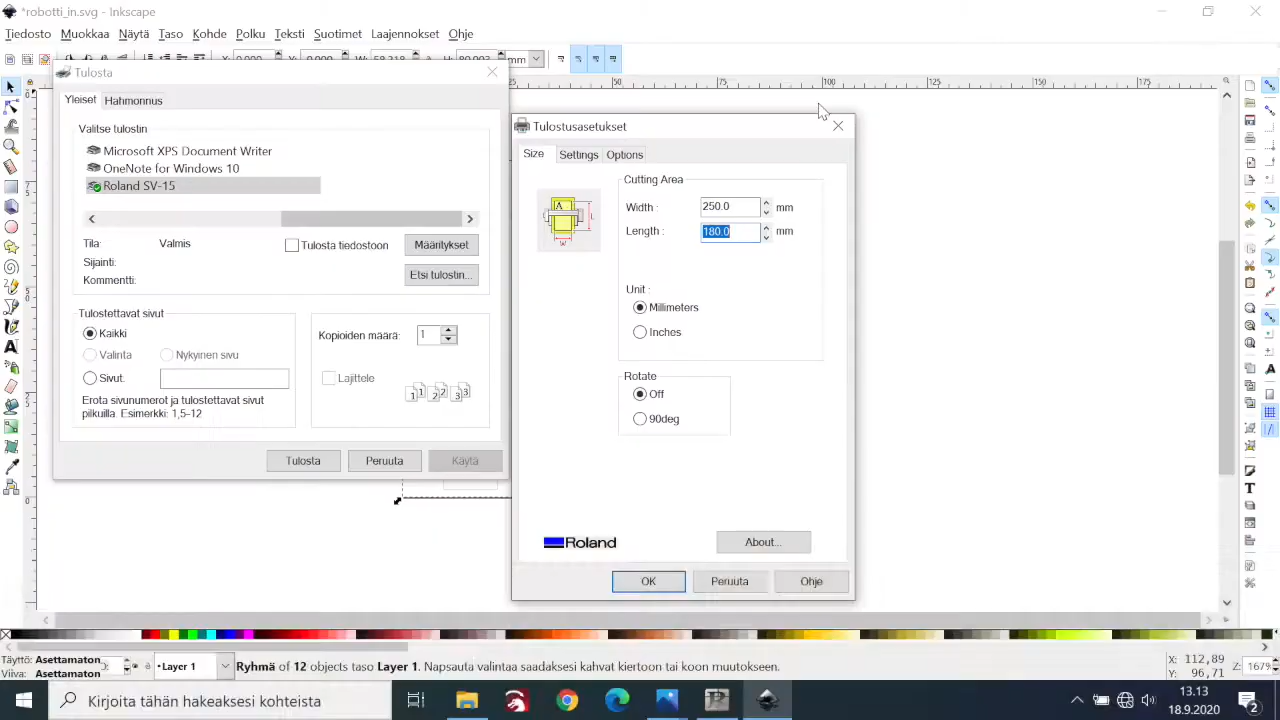 *robotti_in.svg - Inkscape
Tiedosto Muokkaa Näytä Taso Kohde Polku Teksti Suotimet Laajennokset Ohje
mm
Tulosta
Yleiset Hahmonnus
Valitse tulostin
Microsoft XPS Document Writer
OneNote for Windows 10
Roland SV-15
Tila: Valmis
Sijainti:
Kommentti:
Tulosta tiedostoon
Määritykset
Etsi tulostin...
Tulostettavat sivut
Kaikki
Valinta Nykyinen sivu
Sivut:
Erota sivunumerot ja tulostettavat sivut
pilkuilla. Esimerkki: 1,5-12
Kopioiden määrä: 1
Lajittele
Tulosta Peruuta Käytä
Tulostusasetukset
Size Settings Options
Cutting Area
Width : 250.0 mm
Length : 180.0 mm
Unit :
Millimeters
Inches
Rotate
Off
90deg
Roland
About...
OK Peruuta Ohje
25 50 75 100 125 150 175
Täyttö: Asettamaton
Viiva: Asettamaton
O:
Layer 1
Ryhmä of 12 objects taso Layer 1. Napsauta valintaa saadaksesi kahvat kiertoon tai koon muutokseen.
X: 112,89
Y: 96,71
Z: 1679
Kirjoita tähän hakeaksesi kohteista
13.13
18.9.2020
2